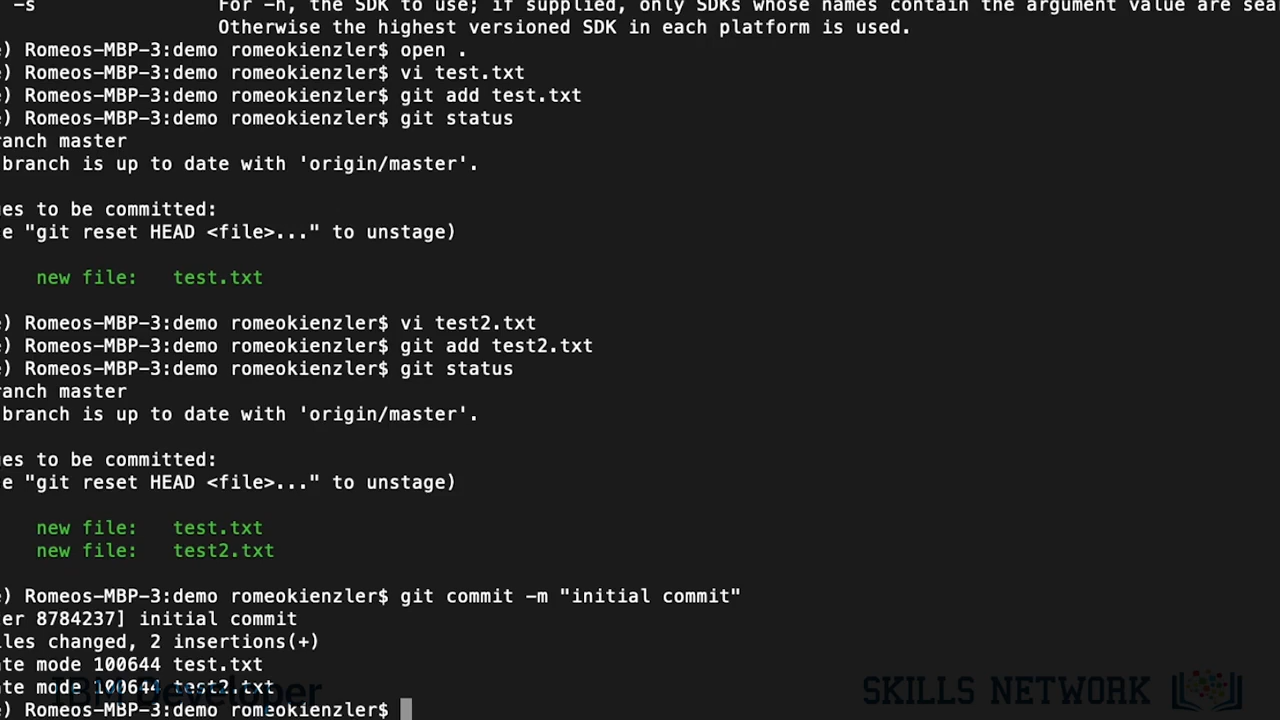 -s For -n, the SDK to use; if supplied, only SDKs whose names contain the argument value are sea
Otherwise the highest versioned SDK in each platform is used.
e) Romeos-MBP-3:demo romeokienzler$ open .
e) Romeos-MBP-3:demo romeokienzler$ vi test.txt
e) Romeos-MBP-3:demo romeokienzler$ git add test.txt
e) Romeos-MBP-3:demo romeokienzler$ git status
ranch master
branch is up to date with 'origin/master'.
ges to be committed:
e "git reset HEAD <file>..." to unstage)
new file: test.txt
e) Romeos-MBP-3:demo romeokienzler$ vi test2.txt
e) Romeos-MBP-3:demo romeokienzler$ git add test2.txt
e) Romeos-MBP-3:demo romeokienzler$ git status
ranch master
branch is up to date with 'origin/master'.
ges to be committed:
e "git reset HEAD <file>..." to unstage)
new file: test.txt
new file: test2.txt
e) Romeos-MBP-3:demo romeokienzler$ git commit -m "initial commit"
ter 8784237] initial commit
iles changed, 2 insertions(+)
ate mode 100644 test.txt
ate mode 100644 test2.txt
IBM Developer
SKILLS NETWORK
e) Romeos-MBP-3:demo romeokienzler$